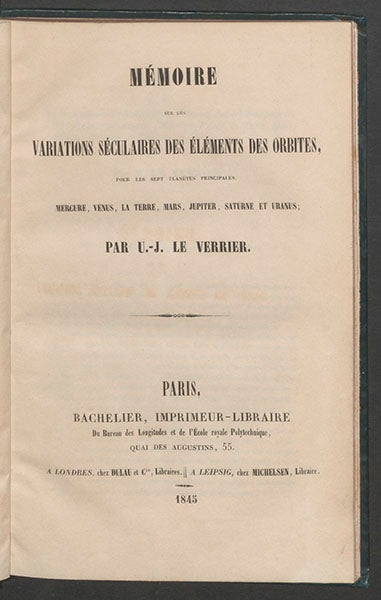 MÉMOIRE
SUR LES
VARIATIONS SÉCULAIRES DES ÉLÉMENTS DES ORBITES,
POUR LES SEPT PLANÈTES PRINCIPALES,
MERCURE, VENUS, LA TERRE, MARS, JUPITER, SATURNE ET URANUS;
PAR U.-J. LE VERRIER.
PARIS,
BACHELIER, IMPRIMEUR-LIBRAIRE
Du Bureau des Longitudes et de l'École royale Polytechnique,
QUAI DES AUGUSTINS, 55.
A LONDRES, chez DULAU et Cie, Libraires. || A LEIPSIG, chez MICHELSEN, Libraire.
1845